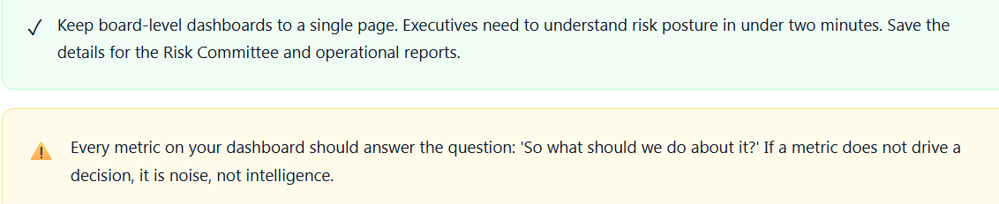 Keep board-level dashboards to a single page. Executives need to understand risk posture in under two minutes. Save the
details for the Risk Committee and operational reports.
Every metric on your dashboard should answer the question: 'So what should we do about it?' If a metric does not drive a
decision, it is noise, not intelligence.